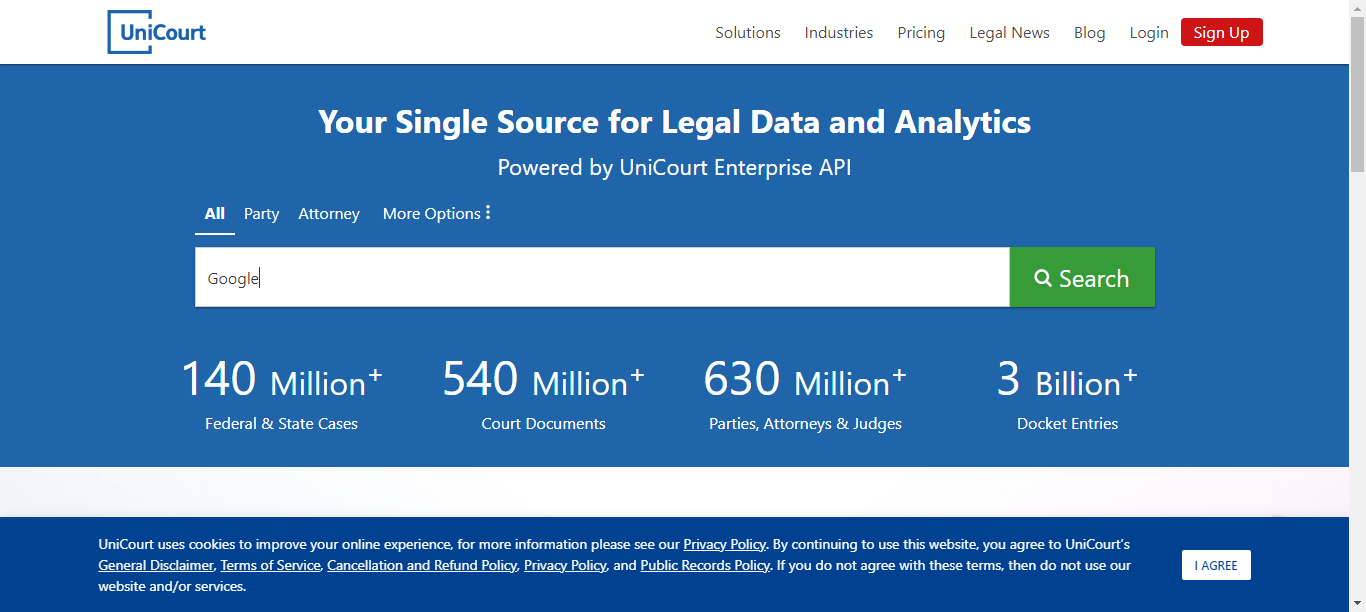 UniCourt
Solutions Industries Pricing Legal News Blog Login Sign Up
Your Single Source for Legal Data and Analytics
Powered by UniCourt Enterprise API
All Party Attorney More Options
Google
Search
140 Million+
Federal & State Cases
540 Million+
Court Documents
630 Million+
Parties, Attorneys & Judges
3 Billion+
Docket Entries
UniCourt uses cookies to improve your online experience, for more information please see our Privacy Policy. By continuing to use this website, you agree to UniCourt's
General Disclaimer, Terms of Service, Cancellation and Refund Policy, Privacy Policy, and Public Records Policy. If you do not agree with these terms, then do not use our
website and/or services.
I AGREE